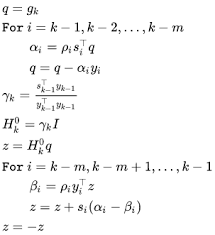 q = g_k
For i = k − 1, k − 2, …, k − m
α_i = ρ_i s_i^⊤ q
q = q − α_i y_i
γ_k = \frac{s_{k−1}^⊤ y_{k−1}}{y_{k−1}^⊤ y_{k−1}}
H_k^0 = γ_k I
z = H_k^0 q
For i = k − m, k − m + 1, …, k − 1
β_i = ρ_i y_i^⊤ z
z = z + s_i(α_i − β_i)
z = −z